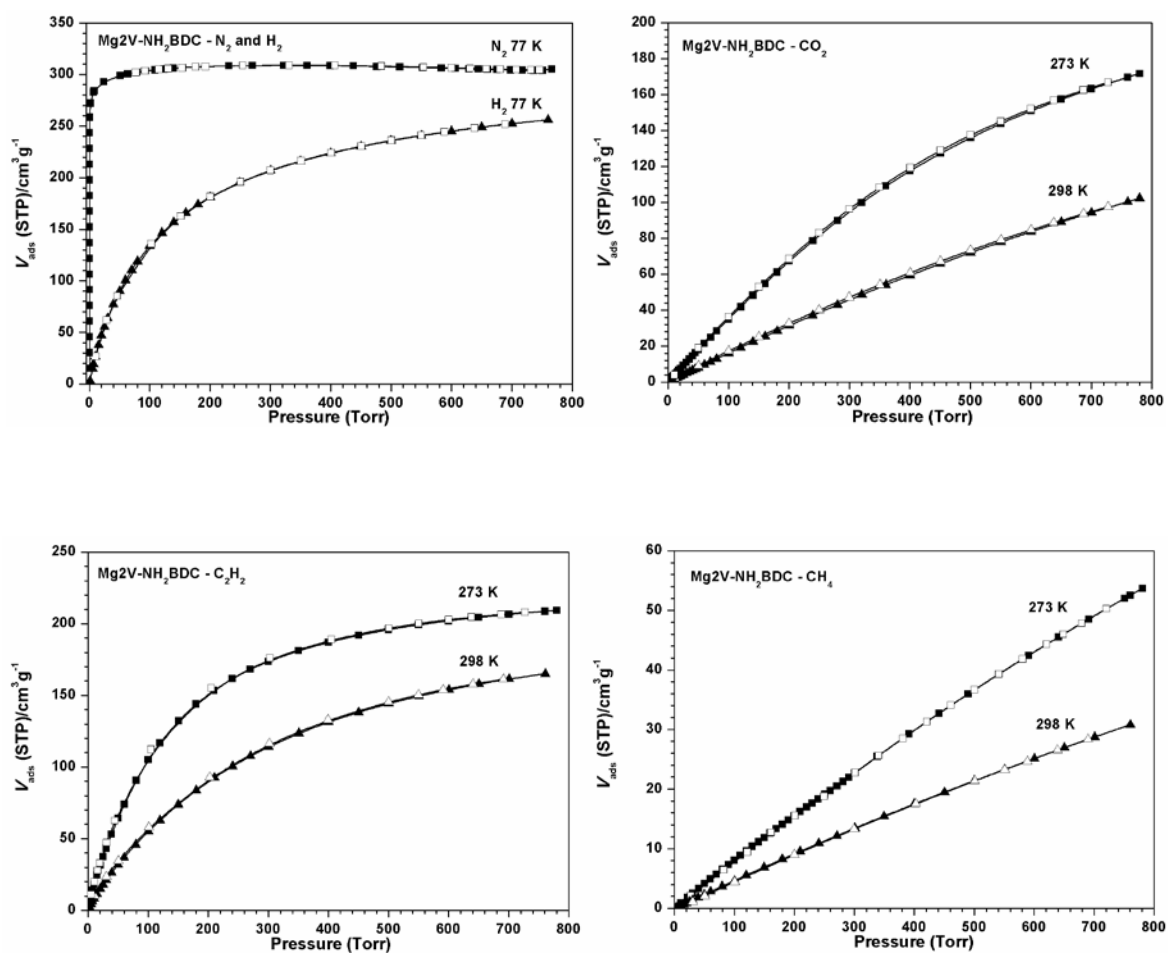 Mg2V-NH₂BDC - N₂ and H₂
N₂ 77 K
H₂ 77 K
V_ads (STP)/cm³g⁻¹
350
300
250
200
150
100
50
0
0 100 200 300 400 500 600 700 800
Pressure (Torr)
Mg2V-NH₂BDC - CO₂
273 K
298 K
V_ads (STP)/cm³g⁻¹
200
180
160
140
120
100
80
60
40
20
0
0 100 200 300 400 500 600 700 800
Pressure (Torr)
Mg2V-NH₂BDC - C₂H₂
273 K
298 K
V_ads (STP)/cm³g⁻¹
250
200
150
100
50
0
0 100 200 300 400 500 600 700 800
Pressure (Torr)
Mg2V-NH₂BDC - CH₄
273 K
298 K
V_ads (STP)/cm³g⁻¹
60
50
40
30
20
10
0
0 100 200 300 400 500 600 700 800
Pressure (Torr)